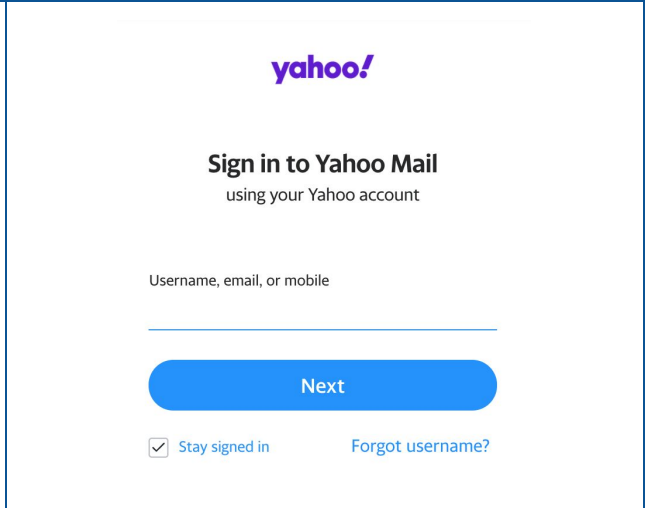 yahoo!
Sign in to Yahoo Mail
using your Yahoo account
Username, email, or mobile
Next
Stay signed in Forgot username?